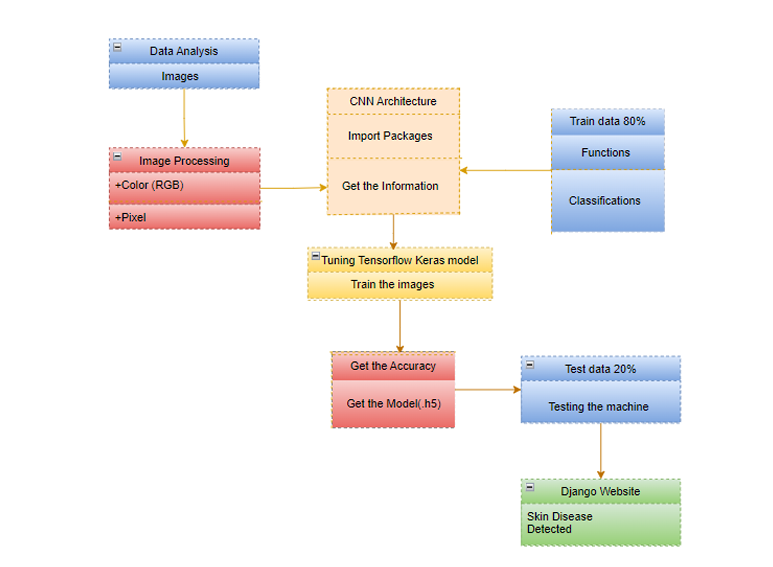 Data Analysis
Images
Image Processing
+Color (RGB)
+Pixel
CNN Architecture
Import Packages
Get the Information
Train data 80%
Functions
Classifications
Tuning Tensorflow Keras model
Train the images
Get the Accuracy
Get the Model(.h5)
Test data 20%
Testing the machine
Django Website
Skin Disease
Detected